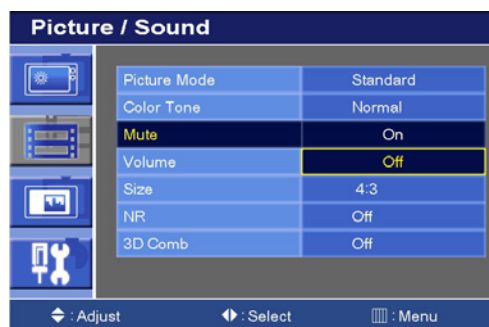 Picture / Sound
Picture Mode Standard
Color Tone Normal
Mute On
Volume Off
Size 4:3
NR Off
3D Comb Off
: Adjust : Select : Menu